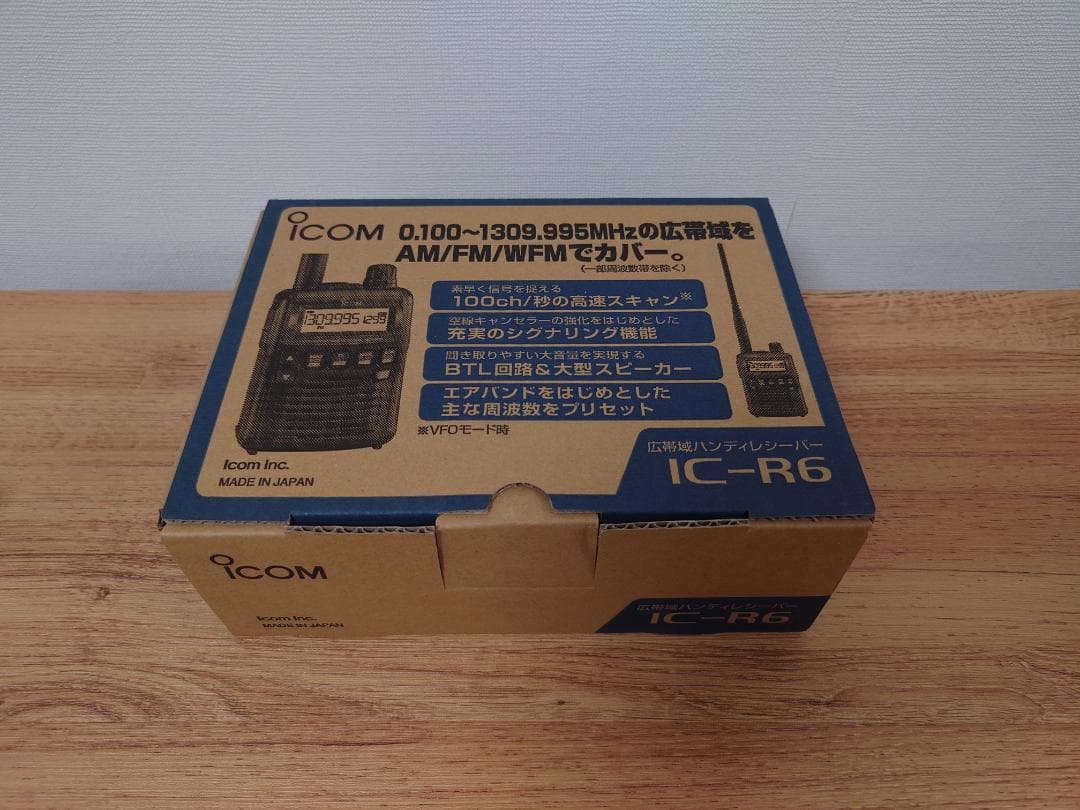 ICOM
0.100～1309.995MHzの広帯域を
AM/FM/WFMでカバー。
(一部周波数帯を除く)
素早く信号を捉える
100ch/秒の高速スキャン※
空線キャンセラーの強化をはじめとした
充実のシグナリング機能
聞き取りやすい大音量を実現する
BTL回路＆大型スピーカー
エアバンドをはじめとした
主な周波数をプリセット
※VFOモード時
1309.995
Icom Inc.
MADE IN JAPAN
広帯域ハンディレシーバー
IC-R6
ICOM
Icom Inc.
MADE IN JAPAN
広帯域ハンディレシーバー
IC-R6